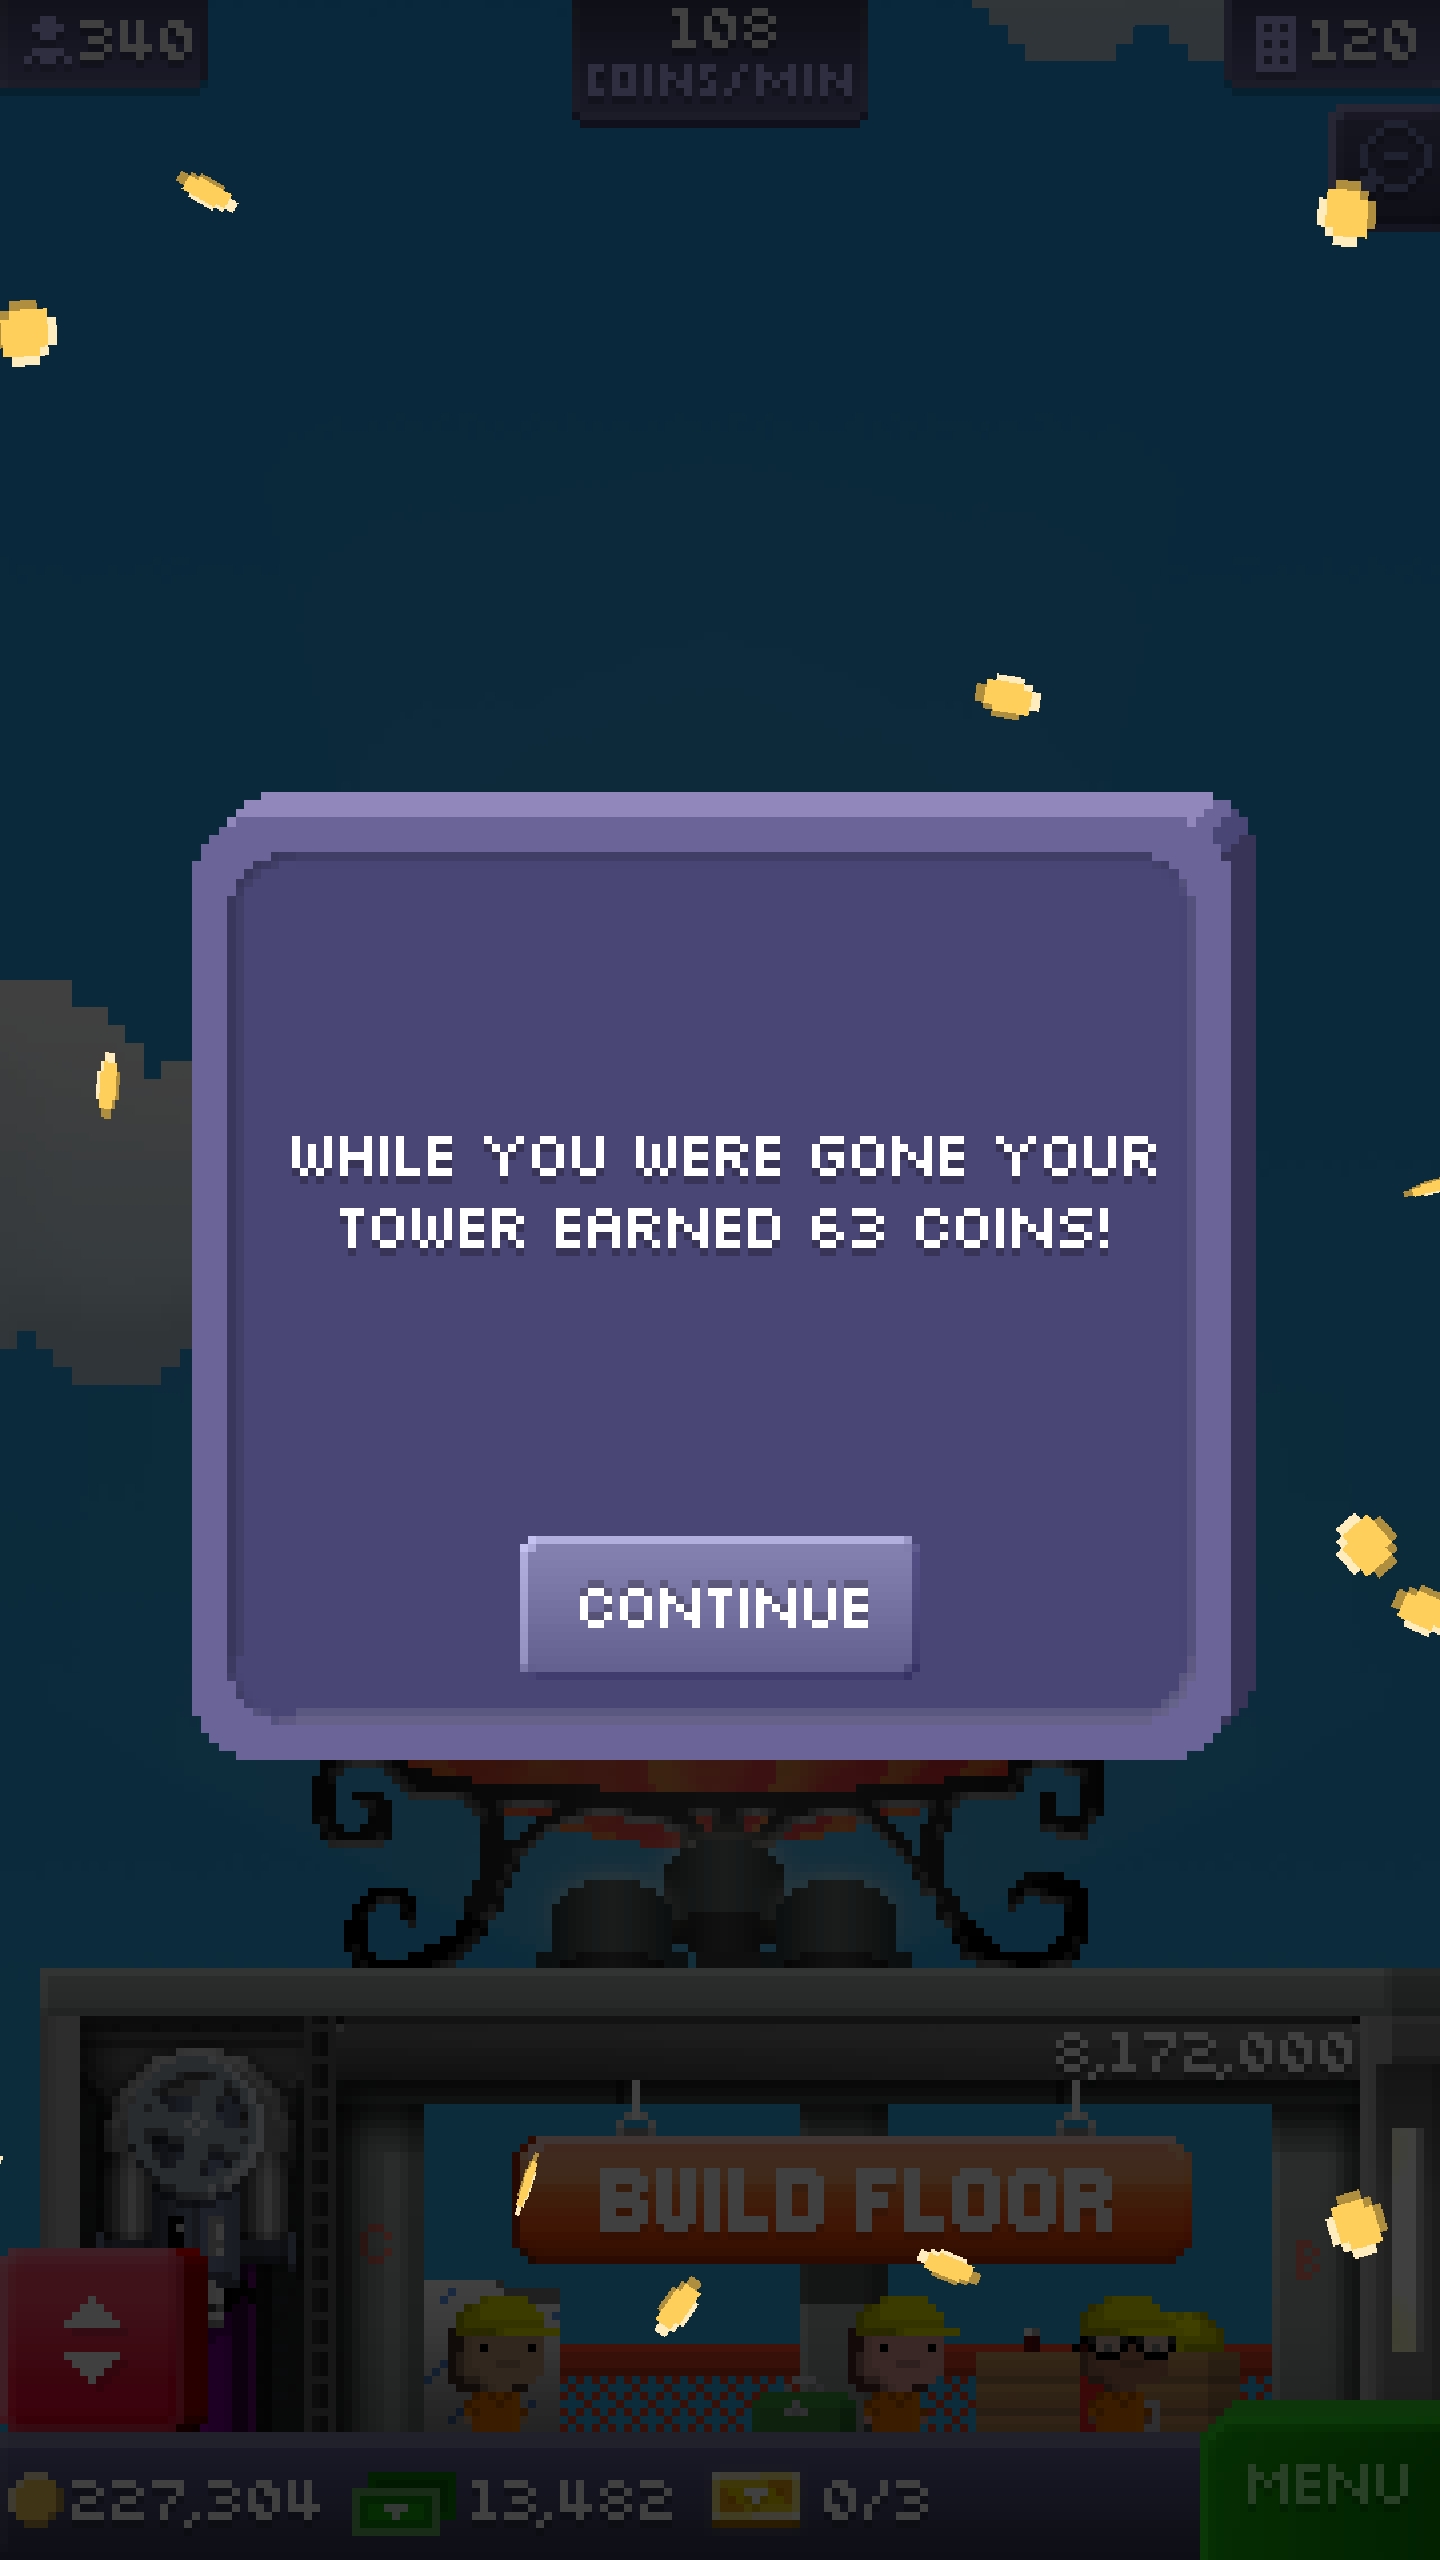 340
108
COINS/MIN
120
WHILE YOU WERE GONE YOUR
TOWER EARNED 63 COINS!
CONTINUE
8,172,000
BUILD FLOOR
C
B
227,304
13,482
0/3
MENU